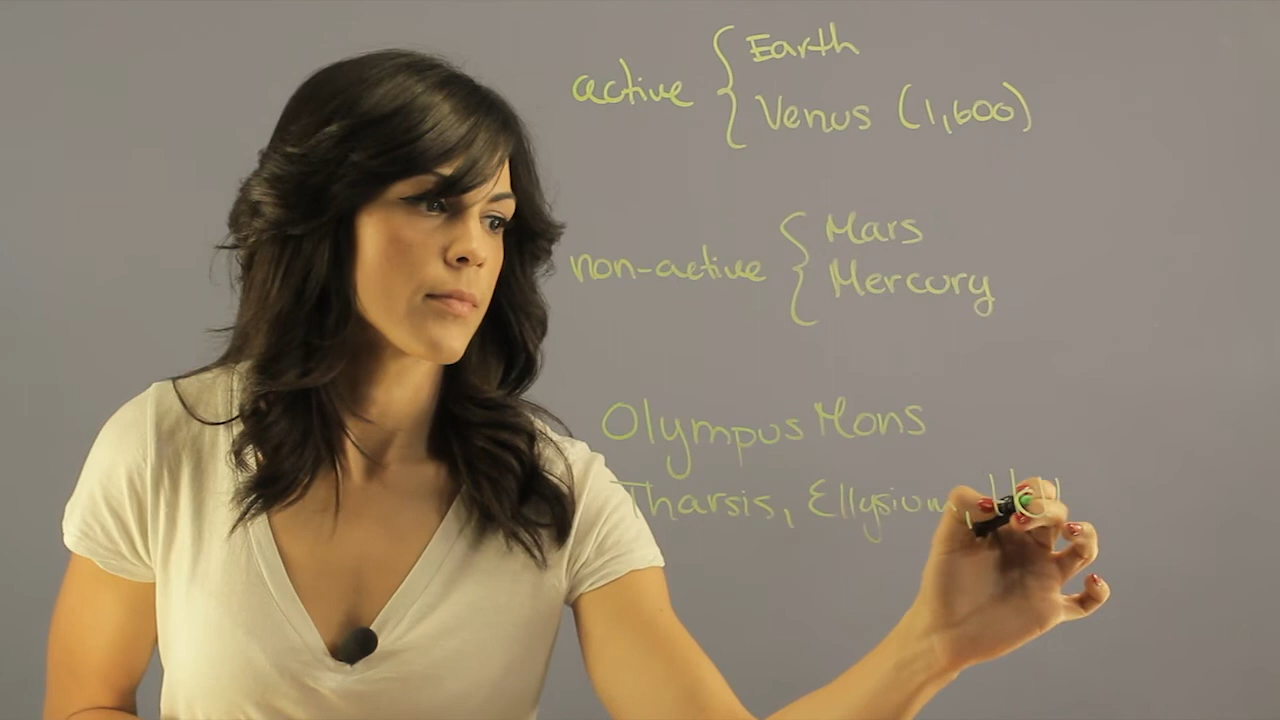 active { Earth
Venus (1,600)
non-active { Mars
Mercury
Olympus Mons
Tharsis, Ellysium,